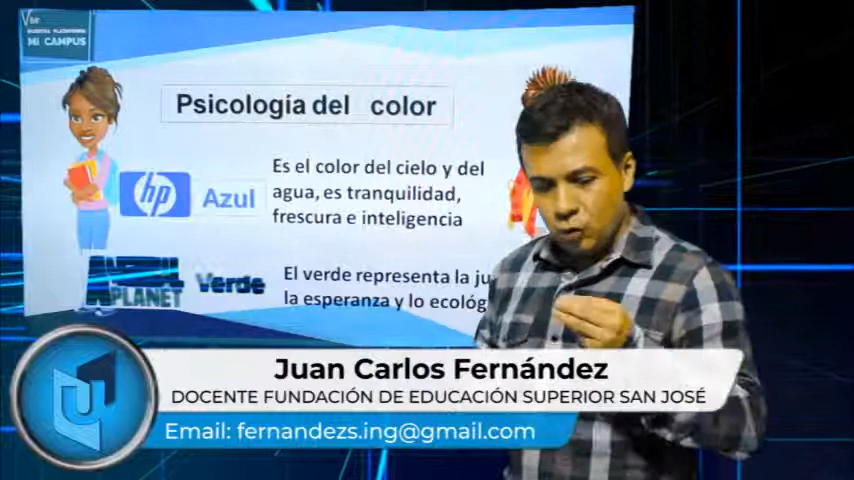 MI CAMPUS
Psicología del color
hp
Azul
Es el color del cielo y del
agua, es tranquilidad,
frescura e inteligencia
PLANET
Verde
El verde representa la ju
la esperanza y lo ecológ
Juan Carlos Fernández
DOCENTE FUNDACIÓN DE EDUCACIÓN SUPERIOR SAN JOSÉ
Email: fernandezs.ing@gmail.com